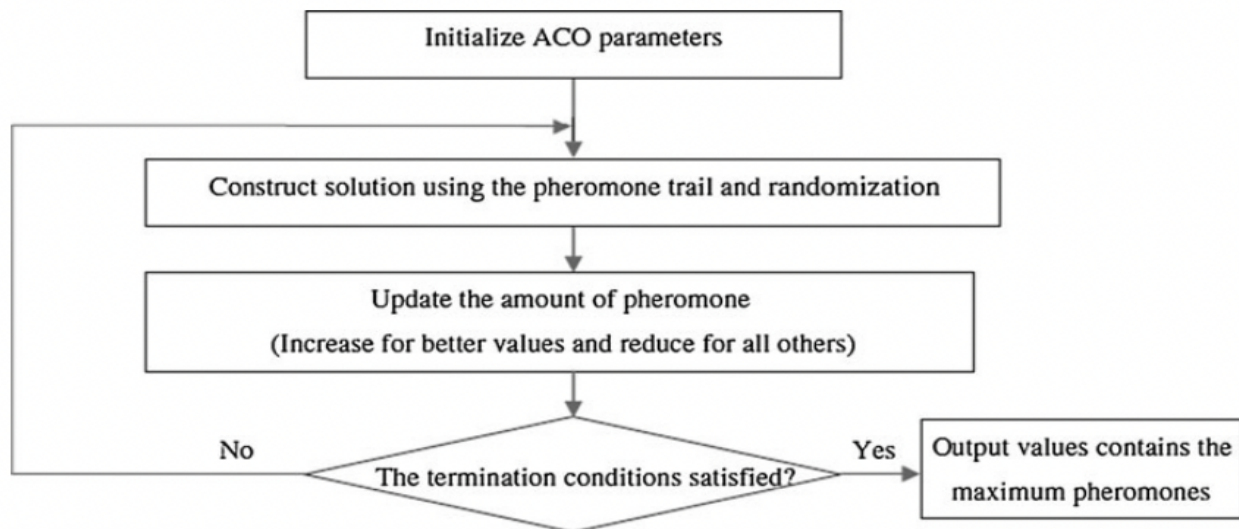 Initialize ACO parameters
Construct solution using the pheromone trail and randomization
Update the amount of pheromone
(Increase for better values and reduce for all others)
No
The termination conditions satisfied?
Yes
Output values contains the
maximum pheromones